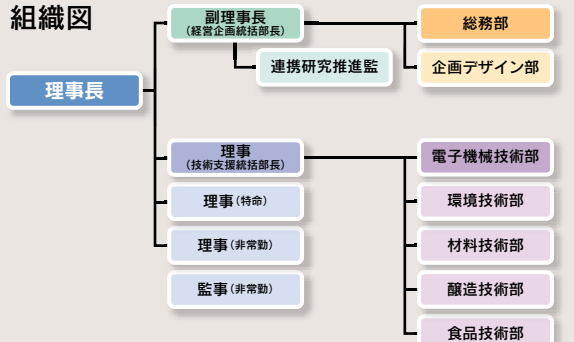 組織図
理事長
副理事長
(経営企画統括部長)
連携研究推進監
総務部
企画デザイン部
理事
(技術支援統括部長)
理事(特命)
理事(非常勤)
監事(非常勤)
電子機械技術部
環境技術部
材料技術部
醸造技術部
食品技術部